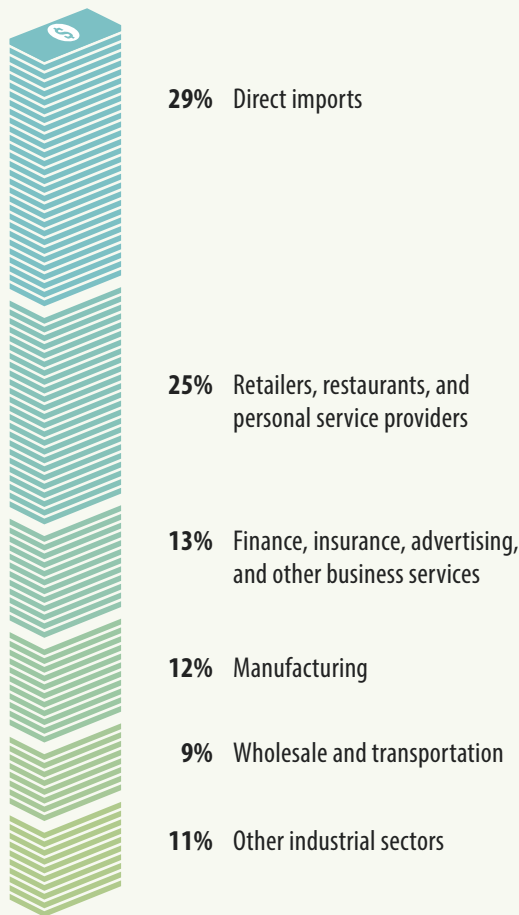 $
29% Direct imports
25% Retailers, restaurants, and
personal service providers
13% Finance, insurance, advertising,
and other business services
12% Manufacturing
9% Wholesale and transportation
11% Other industrial sectors